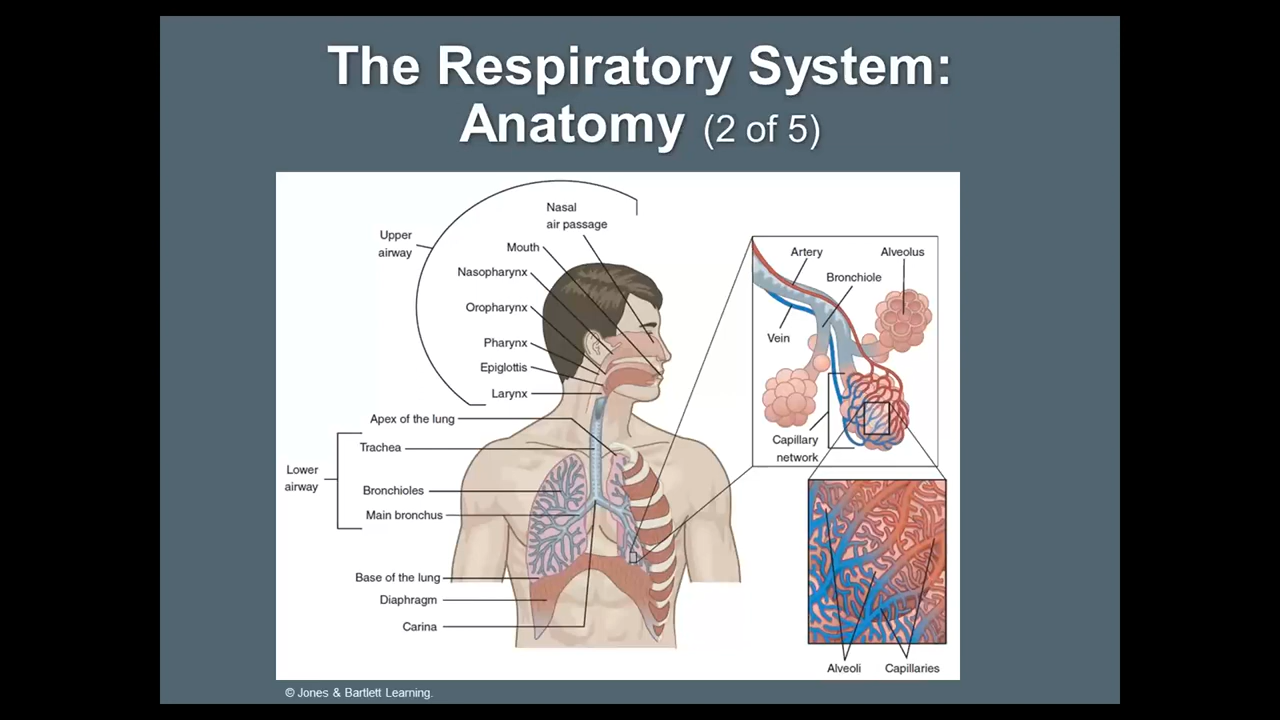 The Respiratory System:
Anatomy (2 of 5)
Nasal
air passage
Upper
airway
Mouth
Nasopharynx
Oropharynx
Pharynx
Epiglottis
Larynx
Apex of the lung
Trachea
Lower
airway
Bronchioles
Main bronchus
Base of the lung
Diaphragm
Carina
Artery
Alveolus
Bronchiole
Vein
Capillary
network
Alveoli
Capillaries
© Jones & Bartlett Learning.